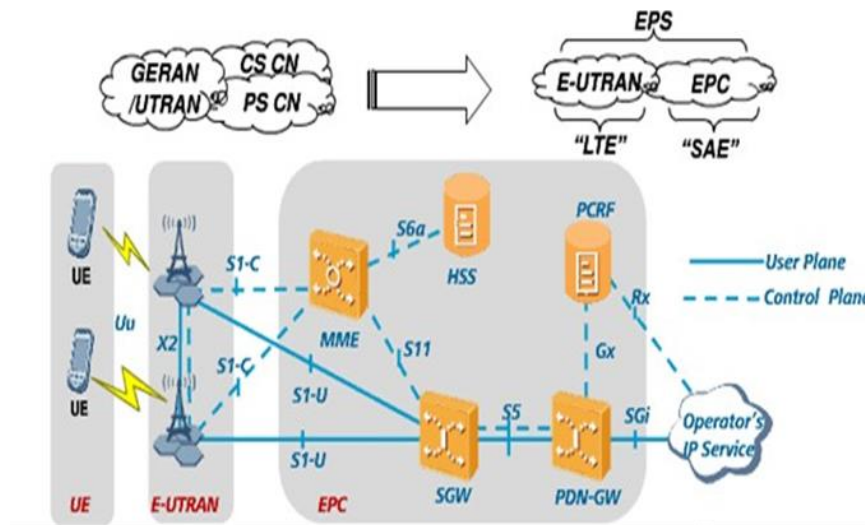 EPS
GERAN
/UTRAN
CS CN
PS CN
E-UTRAN
EPC
“LTE”
“SAE”
UE
Uu
UE
UE
X2
E-UTRAN
S1-C
S1-C
S1-U
S1-U
MME
S6a
HSS
S11
SGW
S5
PCRF
Gx
Rx
PDN-GW
SGi
Operator's
IP Service
EPC
User Plane
Control Plane